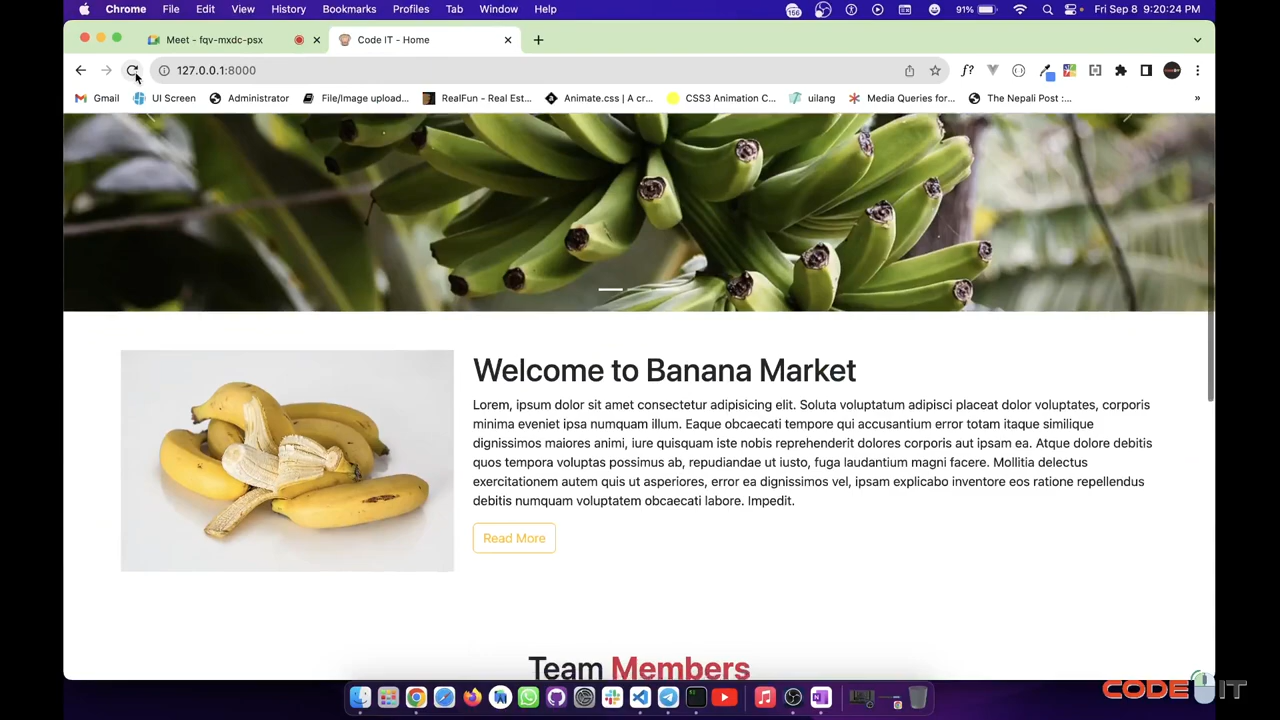 Chrome File Edit View History Bookmarks Profiles Tab Window Help 156 91% Fri Sep 8 9:20:24 PM
Meet - fqv-mxdc-psx Code IT - Home
127.0.0.1:8000 f?
Gmail UI Screen Administrator File/Image upload... RealFun - Real Est... Animate.css | A cr... CSS3 Animation C... uilang Media Queries for... The Nepali Post :... »
Welcome to Banana Market
Lorem, ipsum dolor sit amet consectetur adipisicing elit. Soluta voluptatum adipisci placeat dolor voluptates, corporis
minima eveniet ipsa numquam illum. Eaque obcaecati tempore qui accusantium error totam itaque similique
dignissimos maiores animi, iure quisquam iste nobis reprehenderit dolores corporis aut ipsam ea. Atque dolore debitis
quos tempora voluptas possimus ab, repudiandae ut iusto, fuga laudantium magni facere. Mollitia delectus
exercitationem autem quis ut asperiores, error ea dignissimos vel, ipsam explicabo inventore eos ratione repellendus
debitis numquam voluptatem obcaecati labore. Impedit.
Read More
Team Members
CODE IT